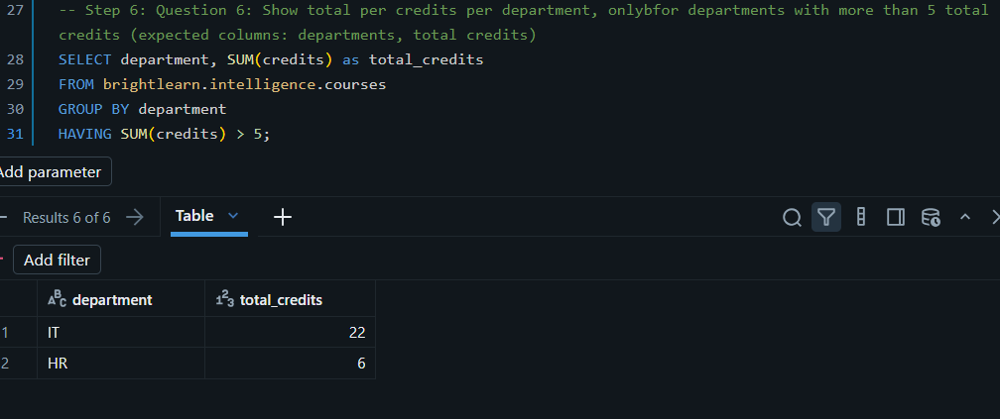 27 -- Step 6: Question 6: Show total per credits per department, onlybfor departments with more than 5 total
credits (expected columns: departments, total credits)
28 SELECT department, SUM(credits) as total_credits
29 FROM brightlearn.intelligence.courses
30 GROUP BY department
31 HAVING SUM(credits) > 5;
Add parameter
Results 6 of 6 Table
Add filter
department total_credits
1 IT 22
2 HR 6